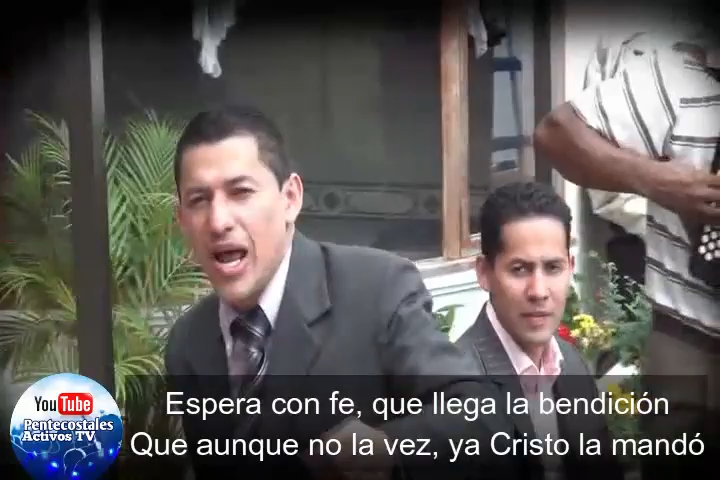 YouTube
Pentecostales
Activos TV
Espera con fe, que llega la bendición
Que aunque no la vez, ya Cristo la mandó